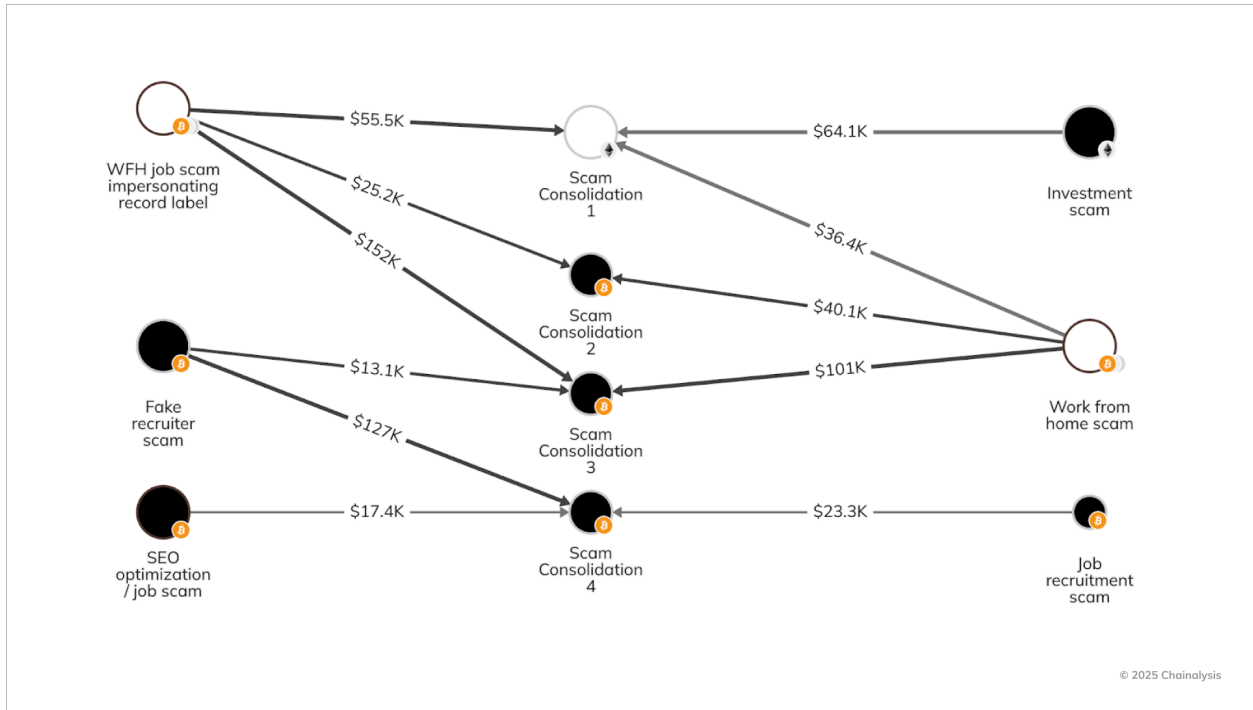 $55.5K
$64.1K
WFH job scam
impersonating
record label
Scam
Consolidation
1
Investment
scam
$25.2K
$152K
$36.4K
$40.1K
Scam
Consolidation
2
$13.1K
$101K
Fake
recruiter
scam
$127K
Scam
Consolidation
3
Work from
home scam
$17.4K
$23.3K
SEO
optimization
/ job scam
Scam
Consolidation
4
Job
recruitment
scam
© 2025 Chainalysis